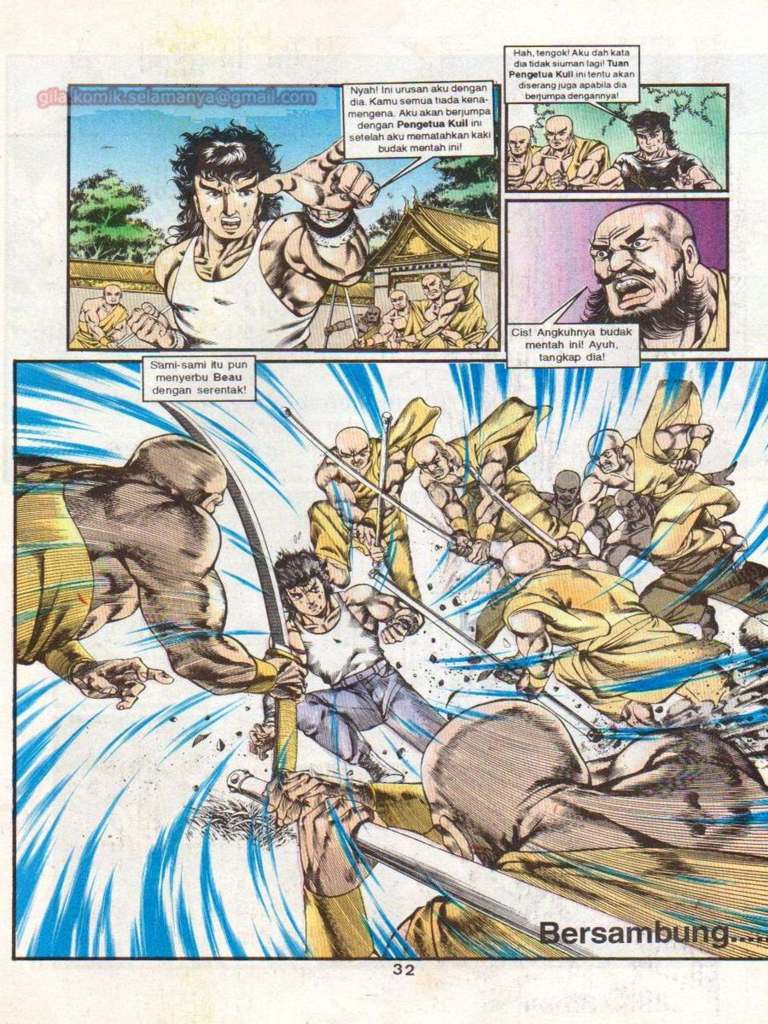 gila.komik.selamanya@gmail.com
Nyah! Ini urusan aku dengan
dia. Kamu semua tiada kena-
mengena. Aku akan berjumpa
dengan Pengetua Kuil ini
setelah aku mematahkan kaki
budak mentah ini!
Hah, tengok! Aku dah kata
dia tidak siuman lagi! Tuan
Pengetua Kuil ini tentu akan
diserang juga apabila dia
berjumpa dengannya!
Cis! Angkuhnya budak
mentah ini! Ayuh,
tangkap dia!
Sami-sami itu pun
menyerbu Beau
dengan serentak!
Bersambung.....
32